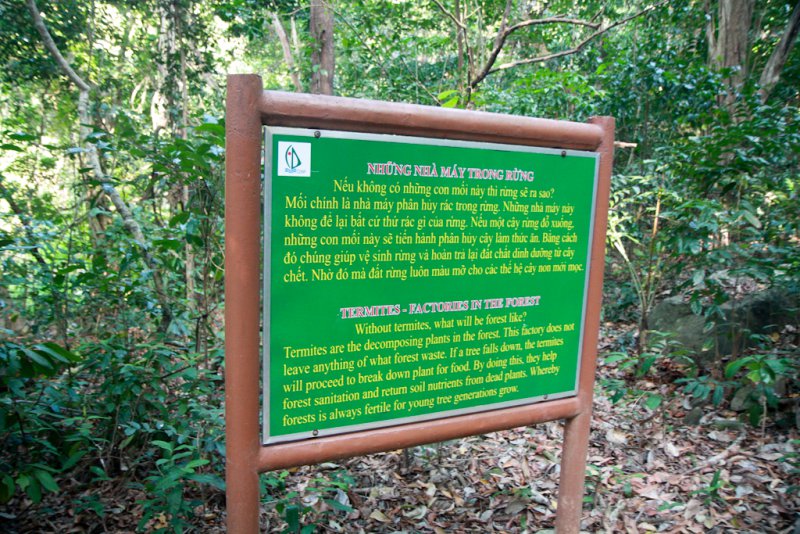 NHỮNG NHÀ MÁY TRONG RỪNG
Nếu không có những con mối này thì rừng sẽ ra sao?
Mối chính là nhà máy phân hủy rác trong rừng. Những nhà máy này
không để lại bất cứ thứ rác gì của rừng. Nếu một cây rừng đổ xuống,
những con mối này sẽ tiến hành phân hủy cây làm thức ăn. Bằng cách
đó chúng giúp vệ sinh rừng và hoàn trả lại đất chất dinh dưỡng từ cây
chết. Nhờ đó mà đất rừng luôn màu mỡ cho các thế hệ cây non mới mọc.
TERMITES - FACTORIES IN THE FOREST
Without termites, what will be forest like?
Termites are the decomposing plants in the forest. This factory does not
leave anything of what forest waste. If a tree falls down, the termites
will proceed to break down plant for food. By doing this, they help
forest sanitation and return soil nutrients from dead plants. Whereby
forests is always fertile for young tree generations grow.